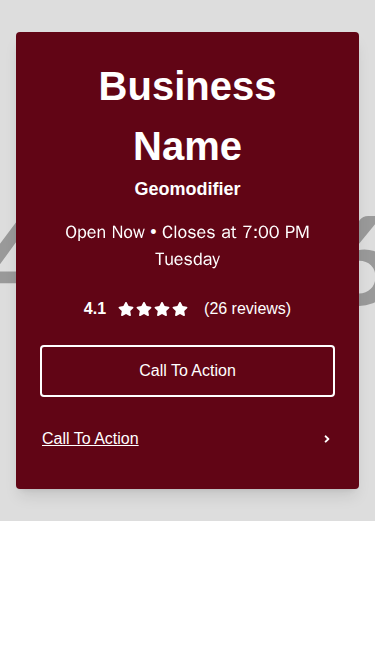 Business
Name
Geomodifier
Open Now • Closes at 7:00 PM
Tuesday
4.1 (26 reviews)
Call To Action
Call To Action